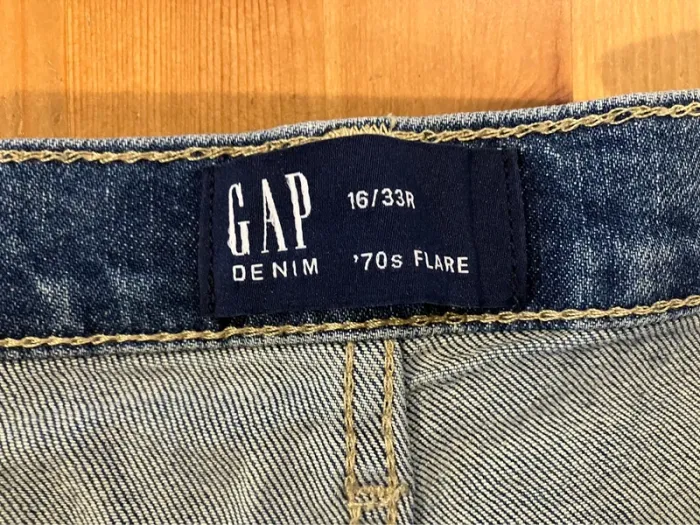 GAP
DENIM
16/33R
'70s FLARE